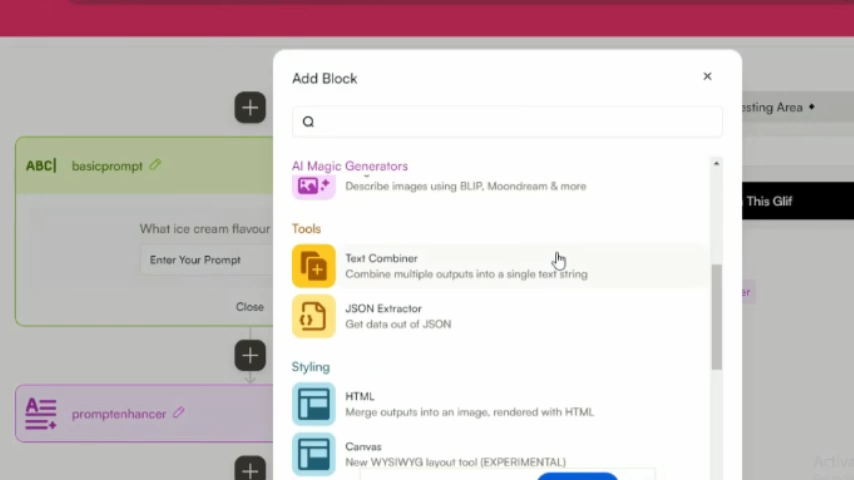 Add Block
ABC| basicprompt
What ice cream flavour
Enter Your Prompt
Close
promptenhancer
AI Magic Generators
Describe images using BLIP, Moondream & more
Tools
Text Combiner
Combine multiple outputs into a single text string
JSON Extractor
Get data out of JSON
Styling
HTML
Merge outputs into an image, rendered with HTML
Canvas
New WYSIWYG layout tool (EXPERIMENTAL)
esting Area
This Glif
er